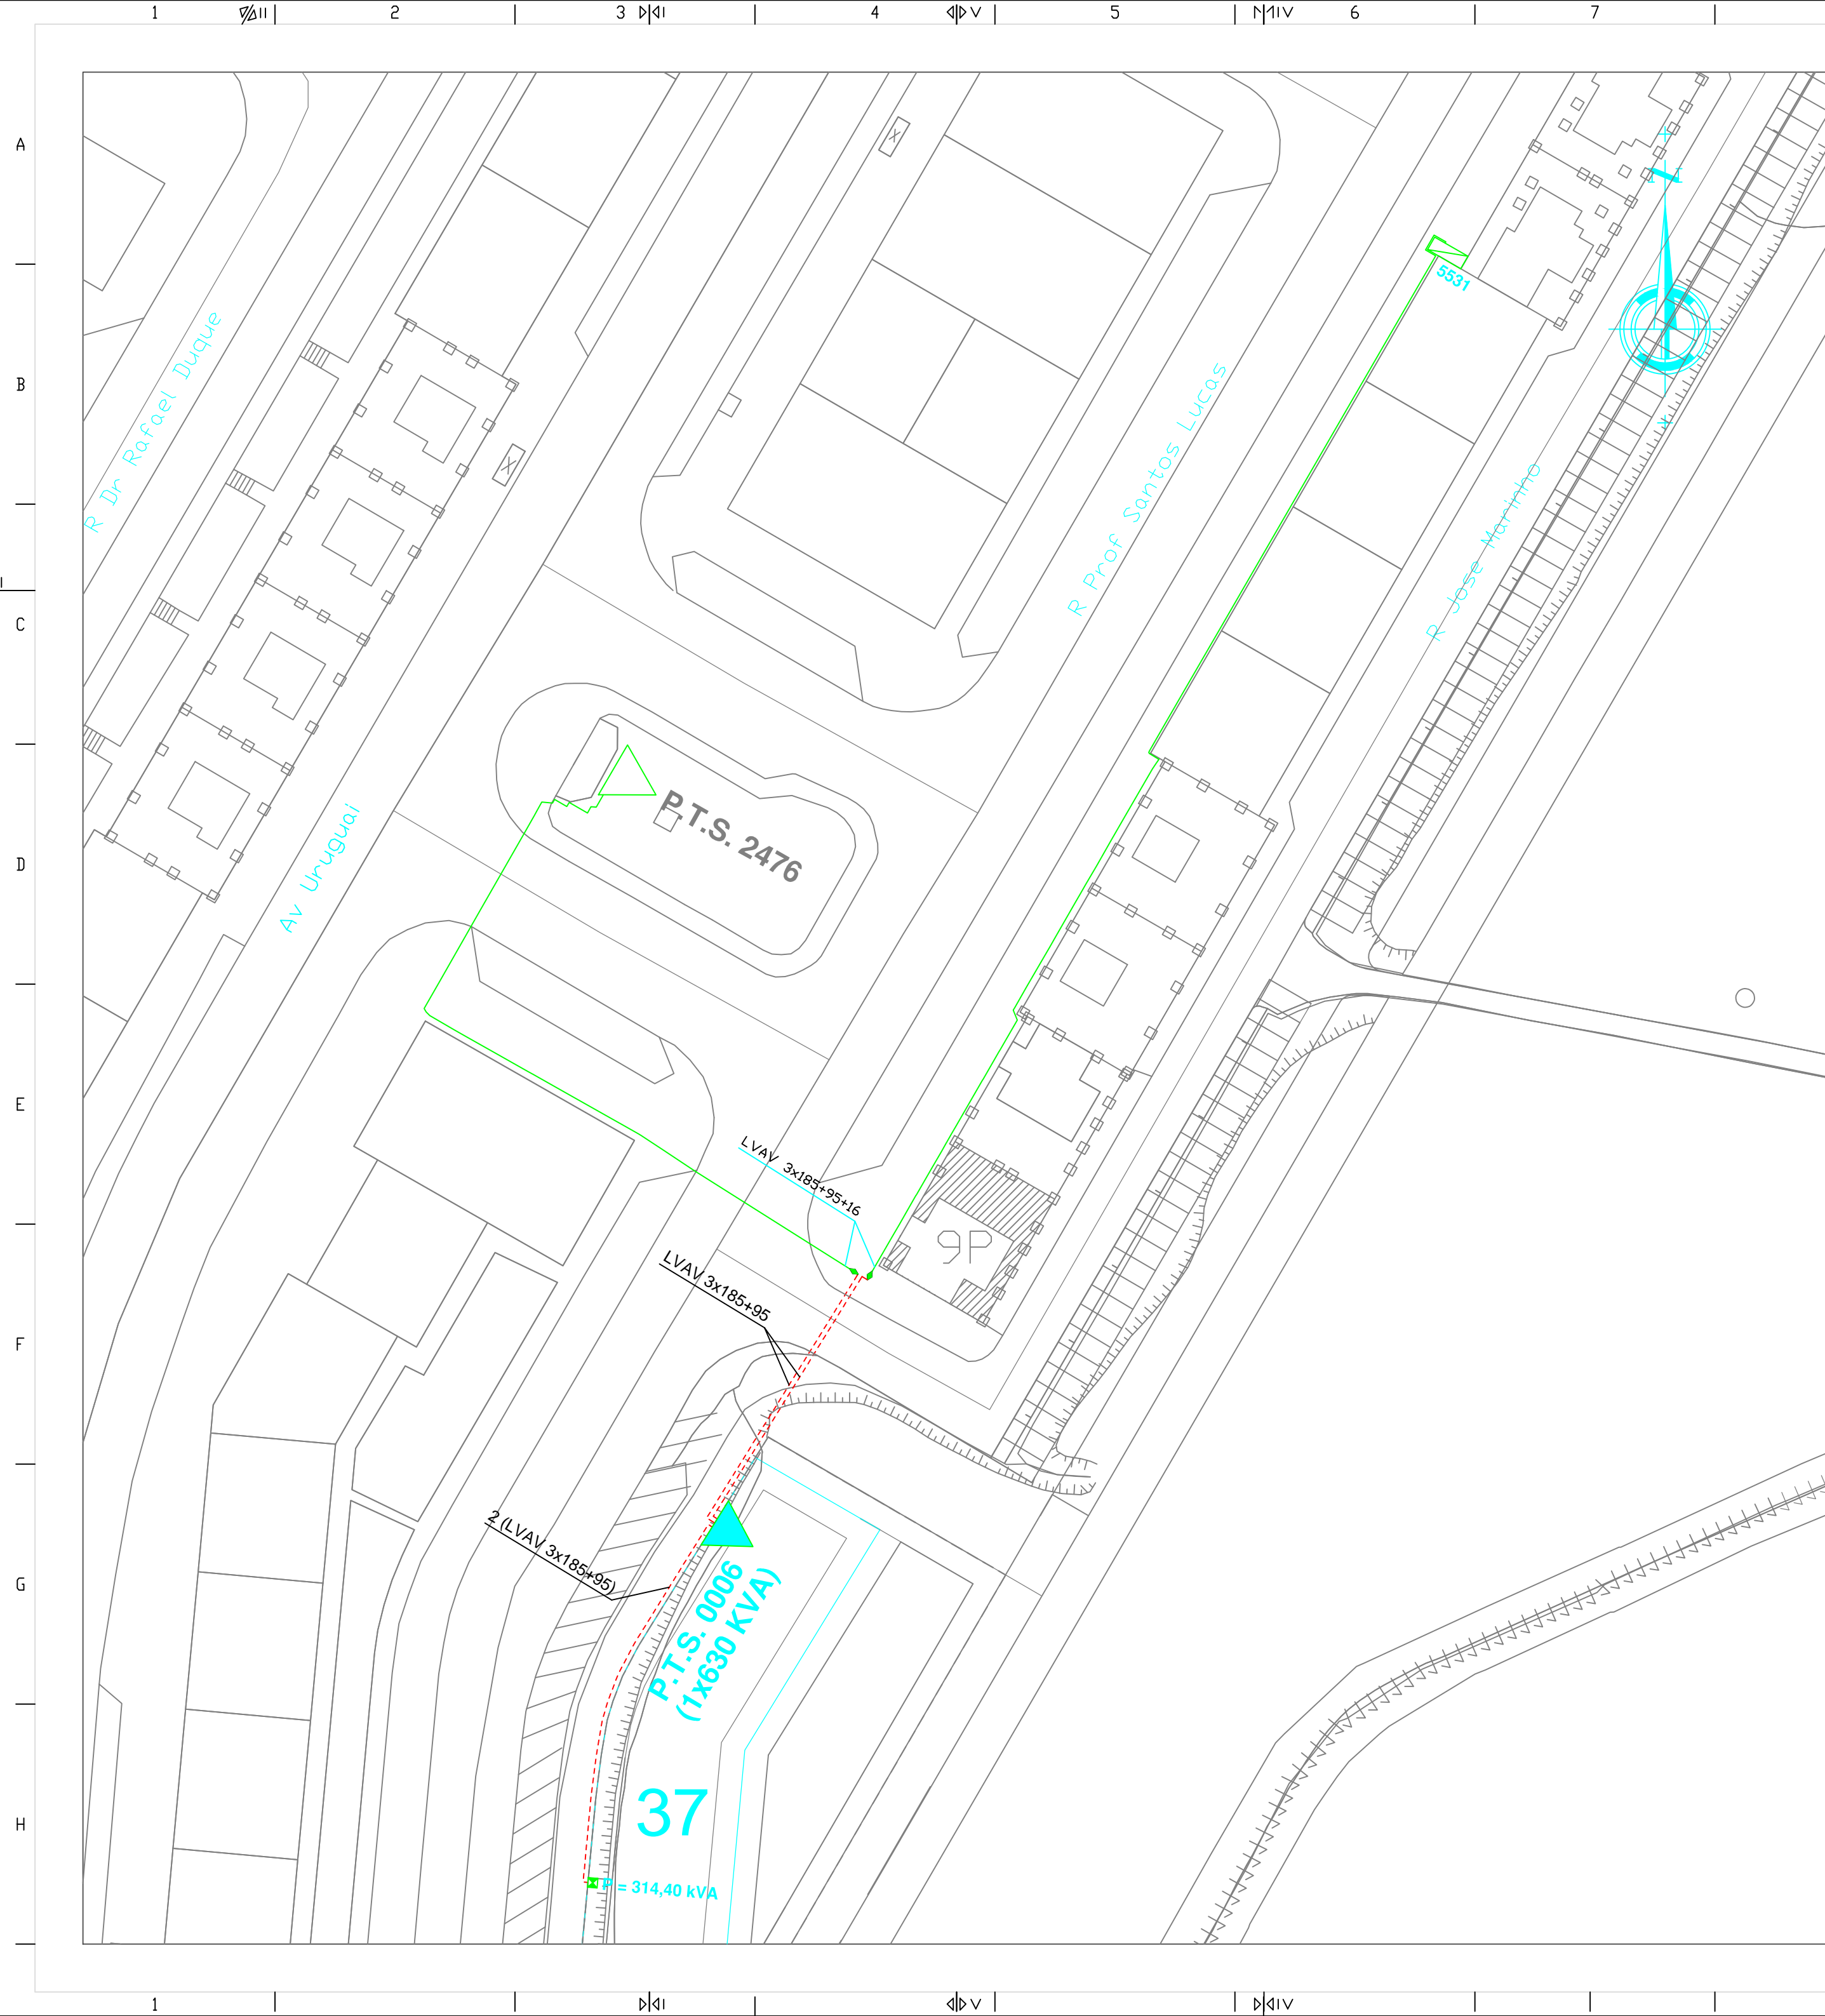 1 2 3 4 5 6 7
A
B
C
D
E
F
G
H
N
5531
R Dr Rafael Duque
R Prof Santos Lucas
R Jose Marinho
Av Uruguai
P.T.S. 2476
LVAV 3x185+95+16
9P
LVAV 3x185+95
2 (LVAV 3x185+95)
P.T.S. 0006
(1x630 KVA)
37
P = 314,40 kVA
1